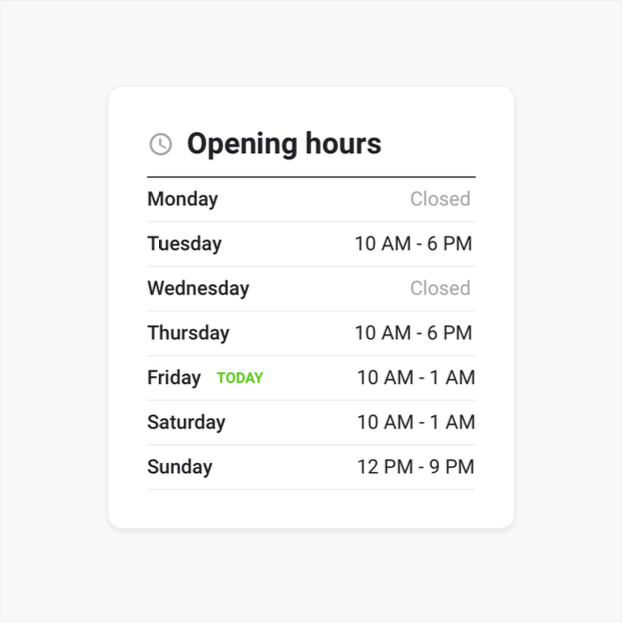 Opening hours
Monday Closed
Tuesday 10 AM - 6 PM
Wednesday Closed
Thursday 10 AM - 6 PM
Friday TODAY 10 AM - 1 AM
Saturday 10 AM - 1 AM
Sunday 12 PM - 9 PM